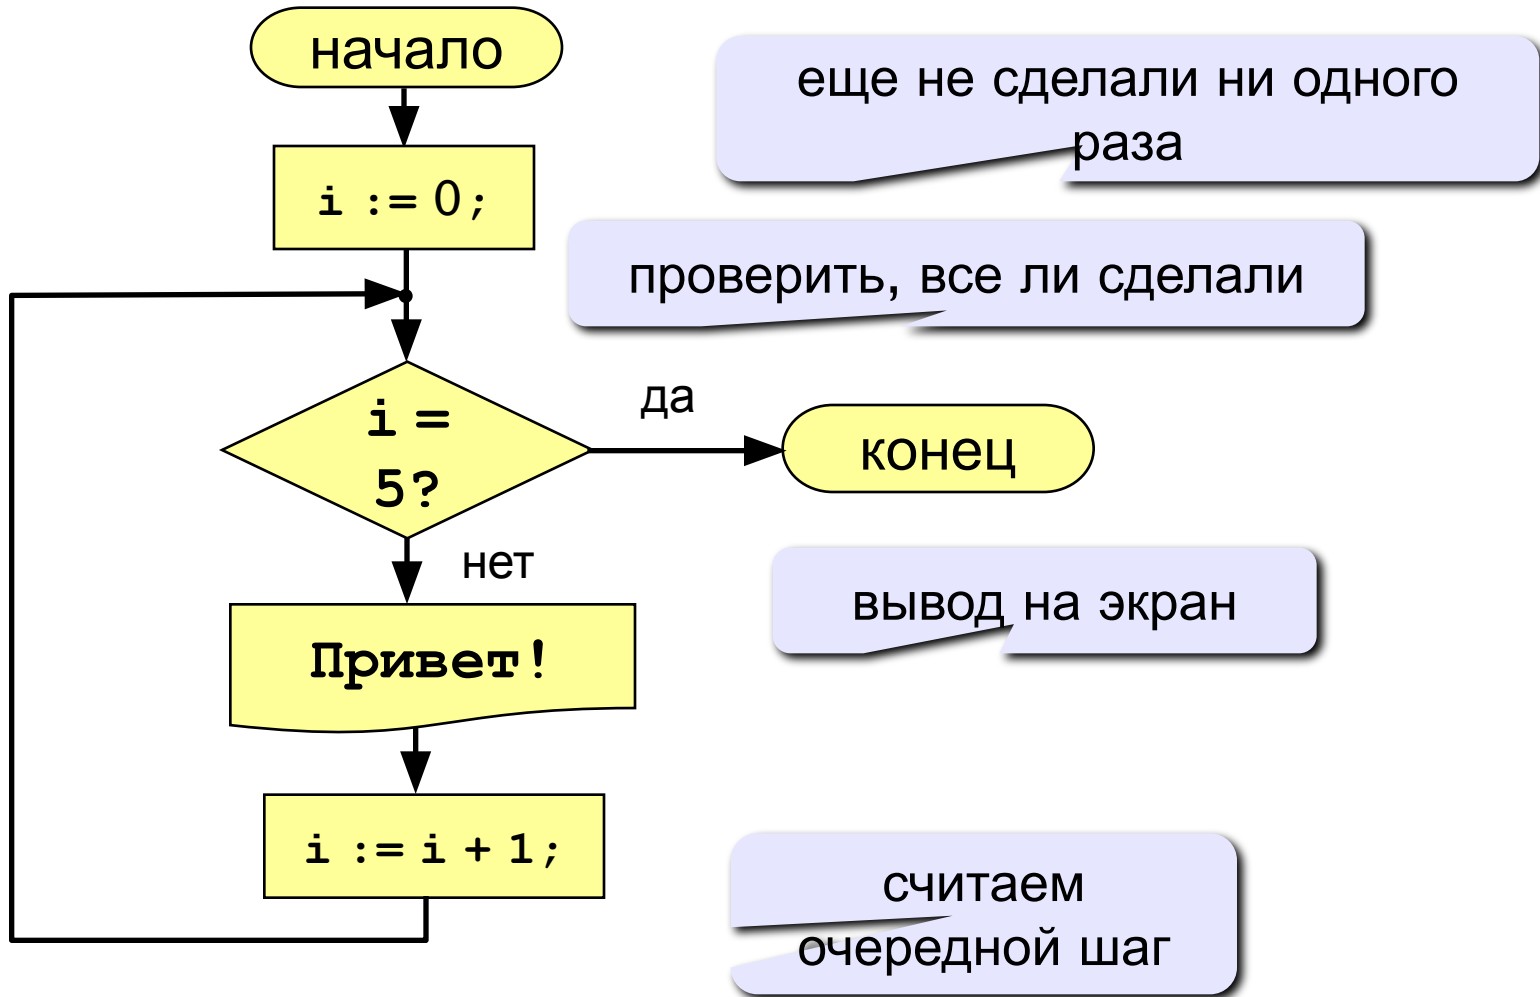 начало
еще не сделали ни одного
раза
i := 0;
проверить, все ли сделали
i =
5?
да
конец
нет
вывод на экран
Привет!
i := i + 1;
считаем
очередной шаг